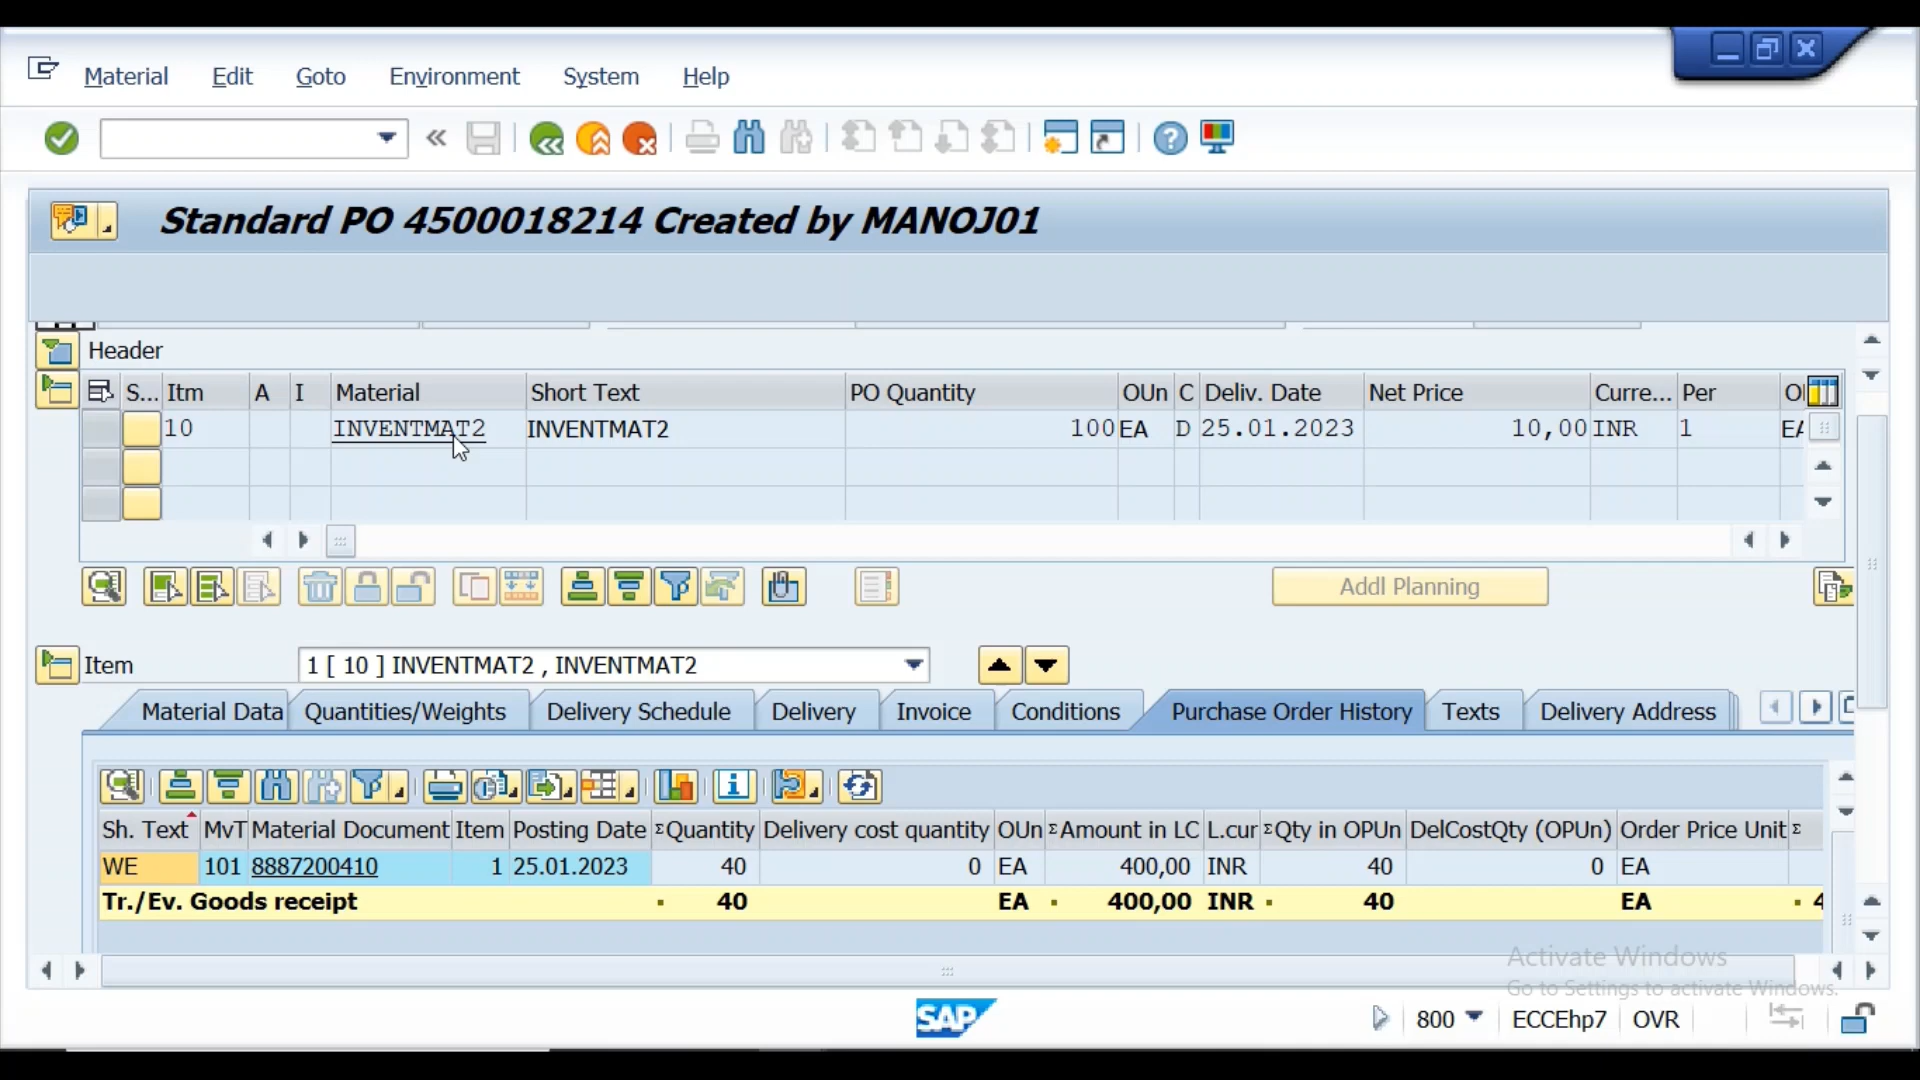 Material Edit Goto Environment System Help
Standard PO 4500018214 Created by MANOJ01
Header
S... Itm A I Material Short Text PO Quantity OUn C Deliv. Date Net Price Curre... Per
10 INVENTMAT2 INVENTMAT2 100 EA D 25.01.2023 10,00 INR 1 EA
Addl Planning
Item 1 [ 10 ] INVENTMAT2 , INVENTMAT2
Material Data Quantities/Weights Delivery Schedule Delivery Invoice Conditions Purchase Order History Texts Delivery Address
Sh. Text MvT Material Document Item Posting Date ΣQuantity Delivery cost quantity OUn ΣAmount in LC L.cur ΣQty in OPUn DelCostQty (OPUn) Order Price Unit Σ
WE 101 8887200410 1 25.01.2023 40 0 EA 400,00 INR 40 0 EA
Tr./Ev. Goods receipt ▪ 40 EA ▪ 400,00 INR ▪ 40 EA ▪ 4
Activate Windows
Go to Settings to activate Windows.
SAP 800 ECCEhp7 OVR